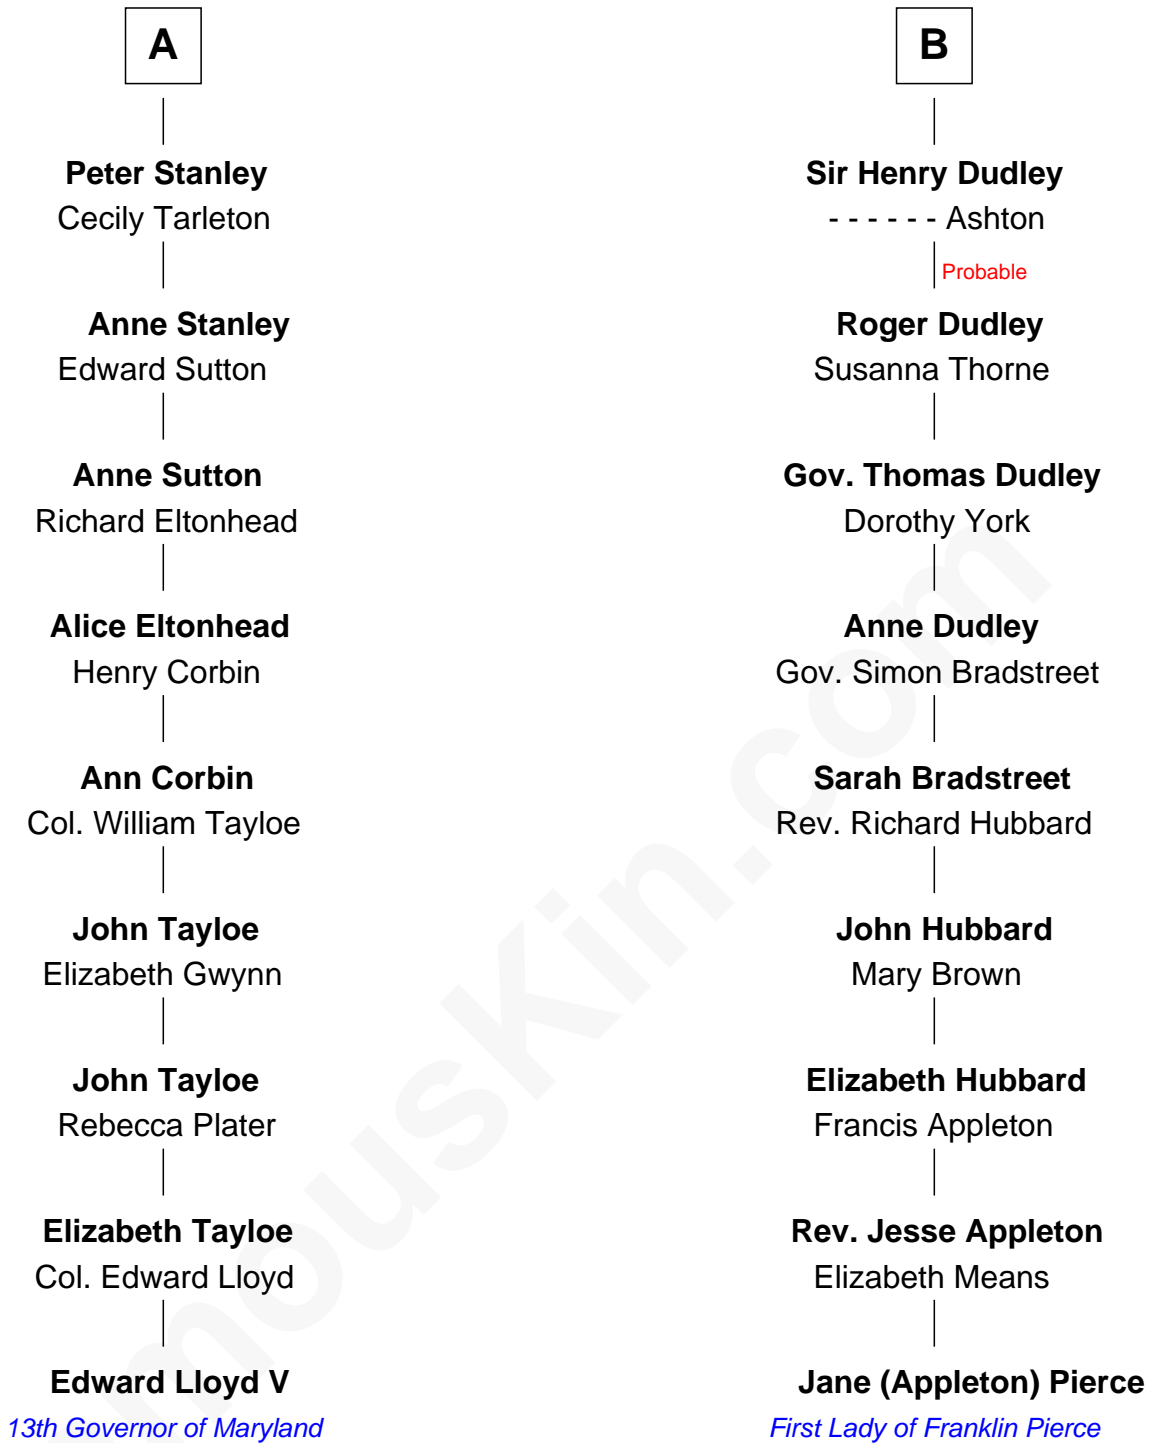 A
Peter Stanley
Cecily Tarleton
Anne Stanley
Edward Sutton
Anne Sutton
Richard Eltonhead
Alice Eltonhead
Henry Corbin
Ann Corbin
Col. William Tayloe
John Tayloe
Elizabeth Gwynn
John Tayloe
Rebecca Plater
Elizabeth Tayloe
Col. Edward Lloyd
Edward Lloyd V
13th Governor of Maryland
B
Sir Henry Dudley
- - - - - - Ashton
Probable
Roger Dudley
Susanna Thorne
Gov. Thomas Dudley
Dorothy York
Anne Dudley
Gov. Simon Bradstreet
Sarah Bradstreet
Rev. Richard Hubbard
John Hubbard
Mary Brown
Elizabeth Hubbard
Francis Appleton
Rev. Jesse Appleton
Elizabeth Means
Jane (Appleton) Pierce
First Lady of Franklin Pierce
mousKin.com